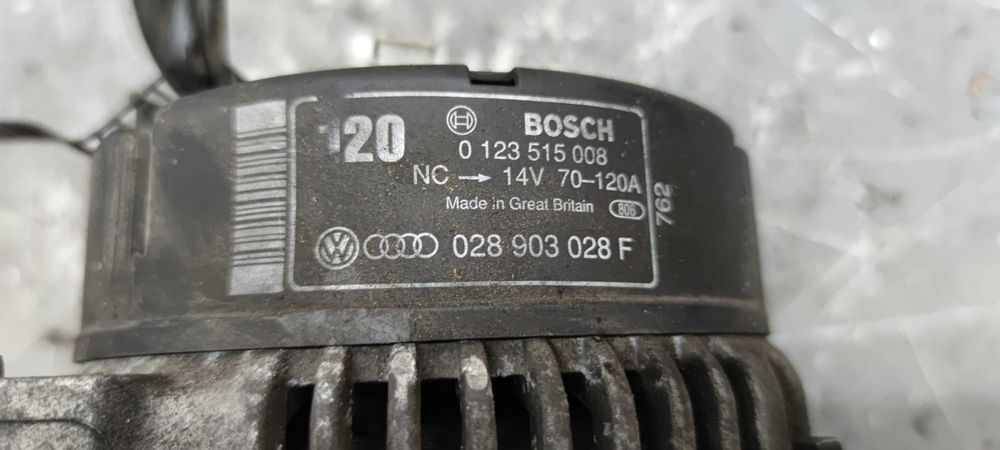 120
BOSCH
0 123 515 008
NC → 14V 70–120A
Made in Great Britain 806
762
028 903 028 F